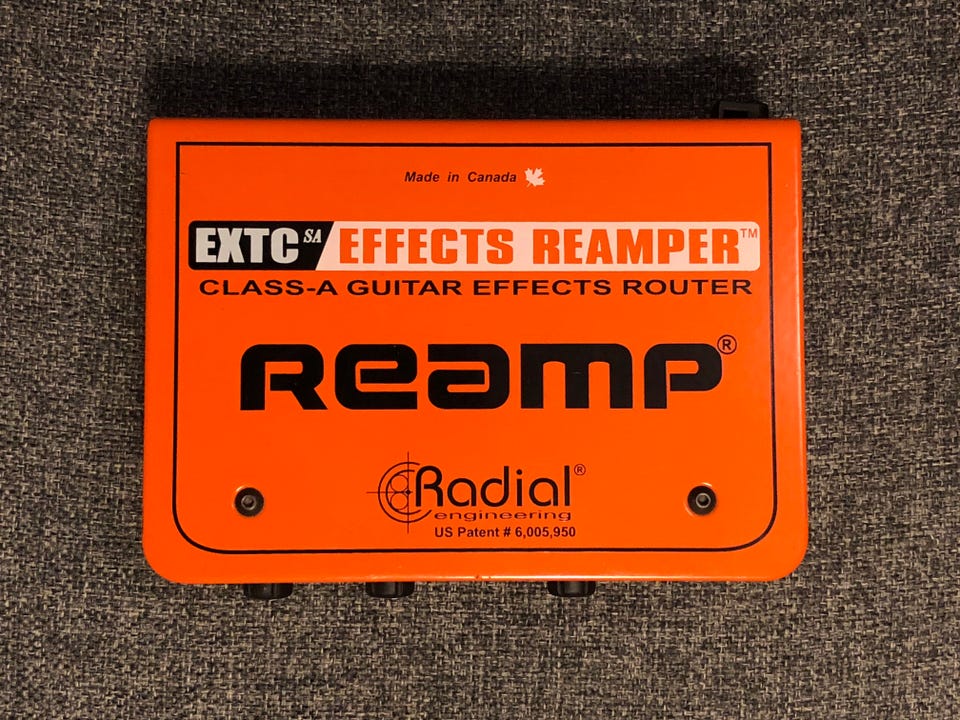 Made in Canada
EXTC SA EFFECTS REAMPER™
CLASS-A GUITAR EFFECTS ROUTER
Reamp®
Radial®
engineering
US Patent # 6,005,950